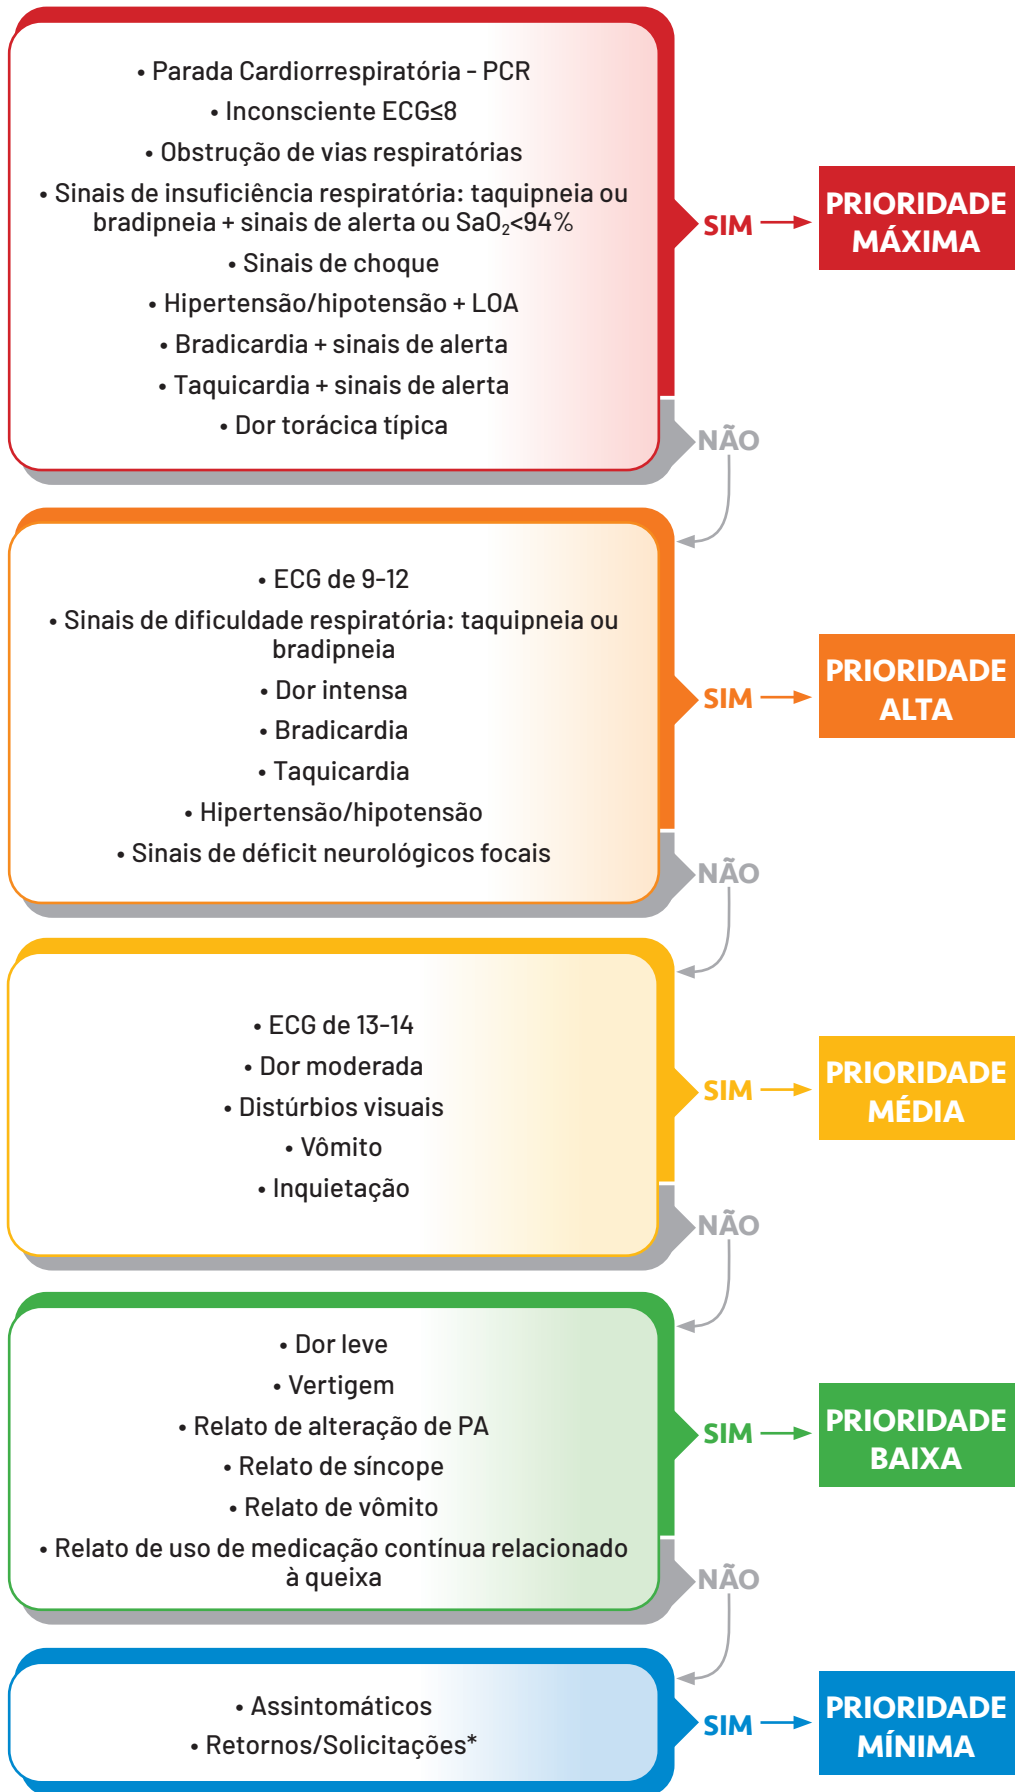 • Parada Cardiorrespiratória - PCR
• Inconsciente ECG≤8
• Obstrução de vias respiratórias
• Sinais de insuficiência respiratória: taquipneia ou
bradipneia + sinais de alerta ou SaO₂<94%
• Sinais de choque
• Hipertensão/hipotensão + LOA
• Bradicardia + sinais de alerta
• Taquicardia + sinais de alerta
• Dor torácica típica
SIM
PRIORIDADE
MÁXIMA
NÃO
• ECG de 9-12
• Sinais de dificuldade respiratória: taquipneia ou
bradipneia
• Dor intensa
• Bradicardia
• Taquicardia
• Hipertensão/hipotensão
• Sinais de déficit neurológicos focais
SIM
PRIORIDADE
ALTA
NÃO
• ECG de 13-14
• Dor moderada
• Distúrbios visuais
• Vômito
• Inquietação
SIM
PRIORIDADE
MÉDIA
NÃO
• Dor leve
• Vertigem
• Relato de alteração de PA
• Relato de síncope
• Relato de vômito
• Relato de uso de medicação contínua relacionado
à queixa
SIM
PRIORIDADE
BAIXA
NÃO
• Assintomáticos
• Retornos/Solicitações*
SIM
PRIORIDADE
MÍNIMA